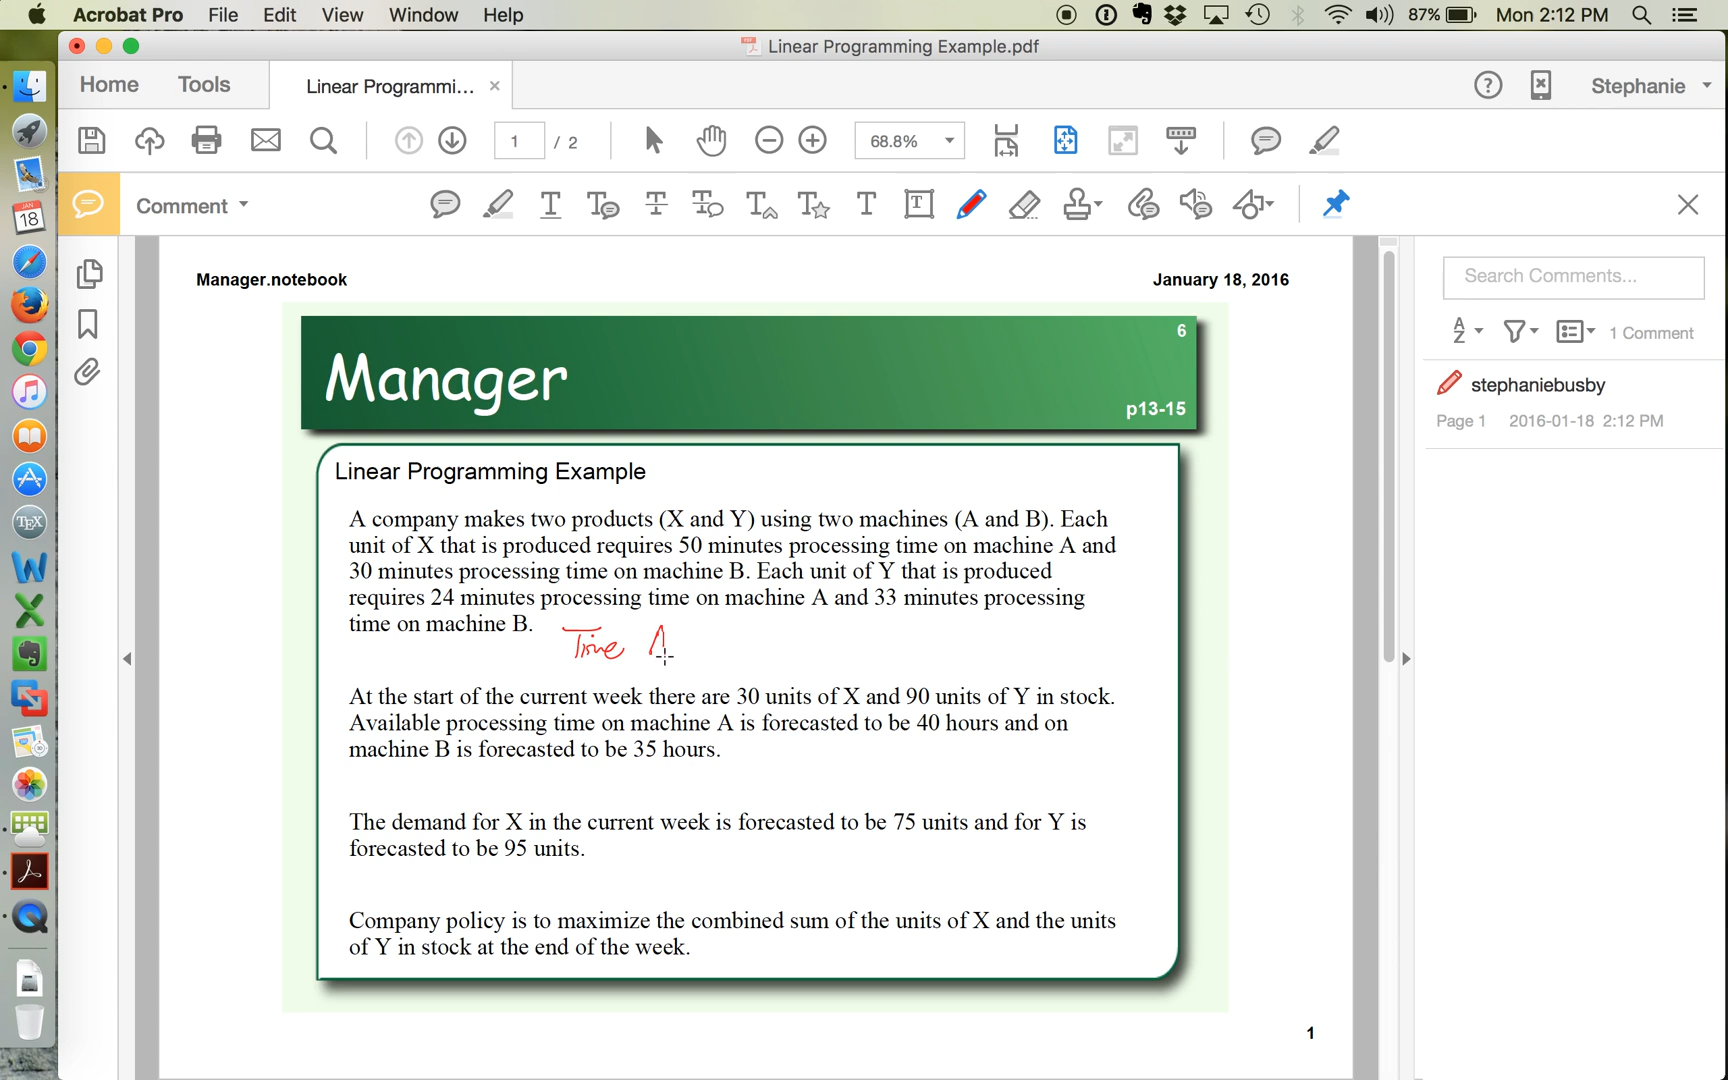 Acrobat Pro File Edit View Window Help 87% Mon 2:12 PM
Linear Programming Example.pdf
Home Tools Linear Programmi... × Stephanie
1 / 2 68.8%
Comment
Manager.notebook January 18, 2016
6
Manager
p13-15
Linear Programming Example
A company makes two products (X and Y) using two machines (A and B). Each
unit of X that is produced requires 50 minutes processing time on machine A and
30 minutes processing time on machine B. Each unit of Y that is produced
requires 24 minutes processing time on machine A and 33 minutes processing
time on machine B.
Time
At the start of the current week there are 30 units of X and 90 units of Y in stock.
Available processing time on machine A is forecasted to be 40 hours and on
machine B is forecasted to be 35 hours.
The demand for X in the current week is forecasted to be 75 units and for Y is
forecasted to be 95 units.
Company policy is to maximize the combined sum of the units of X and the units
of Y in stock at the end of the week.
1
Search Comments...
A Z 1 Comment
stephaniebusby
Page 1 2016-01-18 2:12 PM
JAN
18
TEX